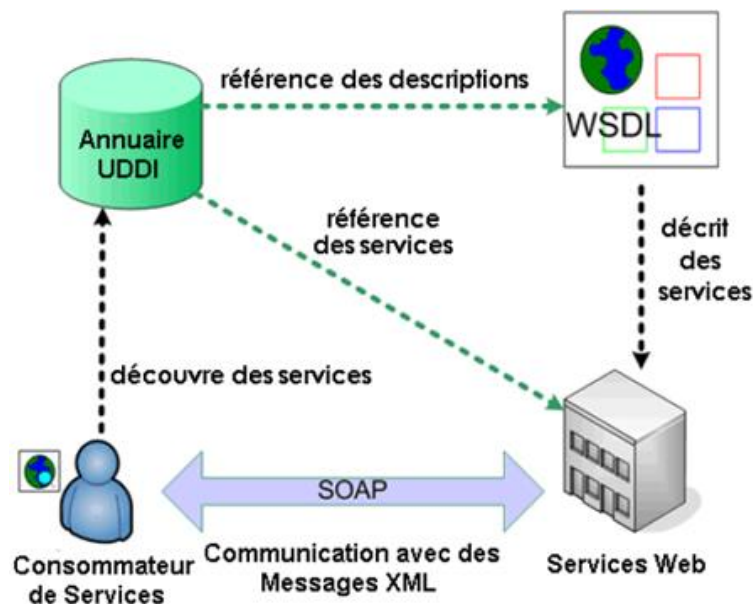 référence des descriptions
Annuaire
UDDI
WSDL
référence
des services
décrit
des
services
découvre des services
SOAP
Consommateur
de Services
Communication avec des
Messages XML
Services Web